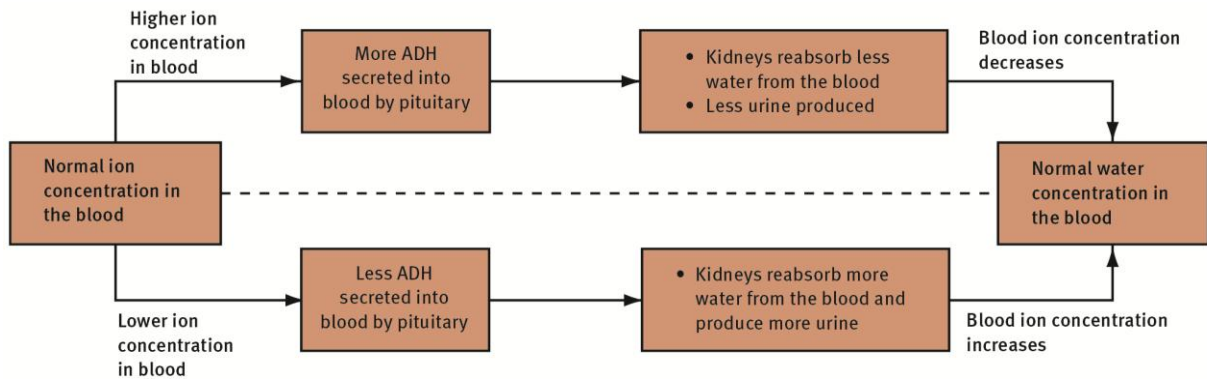 Higher ion
concentration
in blood
More ADH
secreted into
blood by pituitary
• Kidneys reabsorb less
water from the blood
• Less urine produced
Blood ion concentration
decreases
Normal ion
concentration in
the blood
Normal water
concentration in
the blood
Lower ion
concentration
in blood
Less ADH
secreted into
blood by pituitary
• Kidneys reabsorb more
water from the blood and
produce more urine
Blood ion concentration
increases